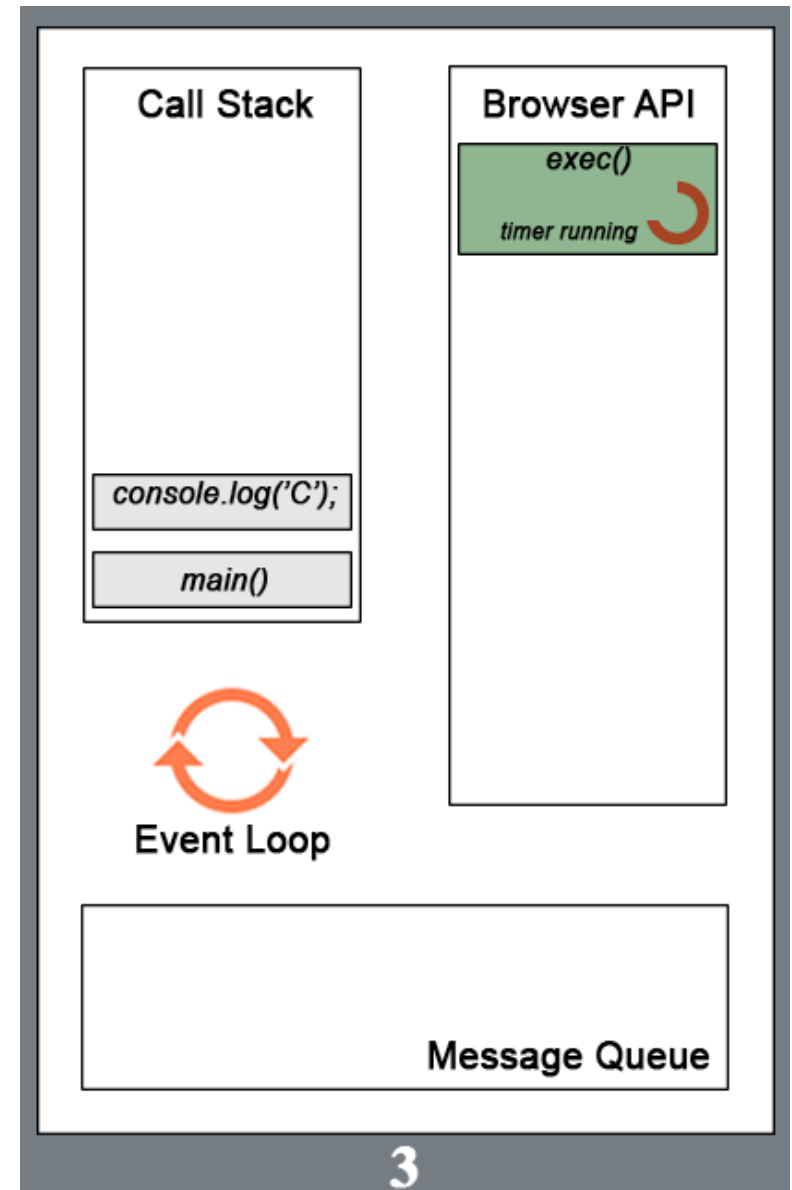 Call Stack
console.log('C');
main()
Browser API
exec()
timer running
Event Loop
Message Queue
3